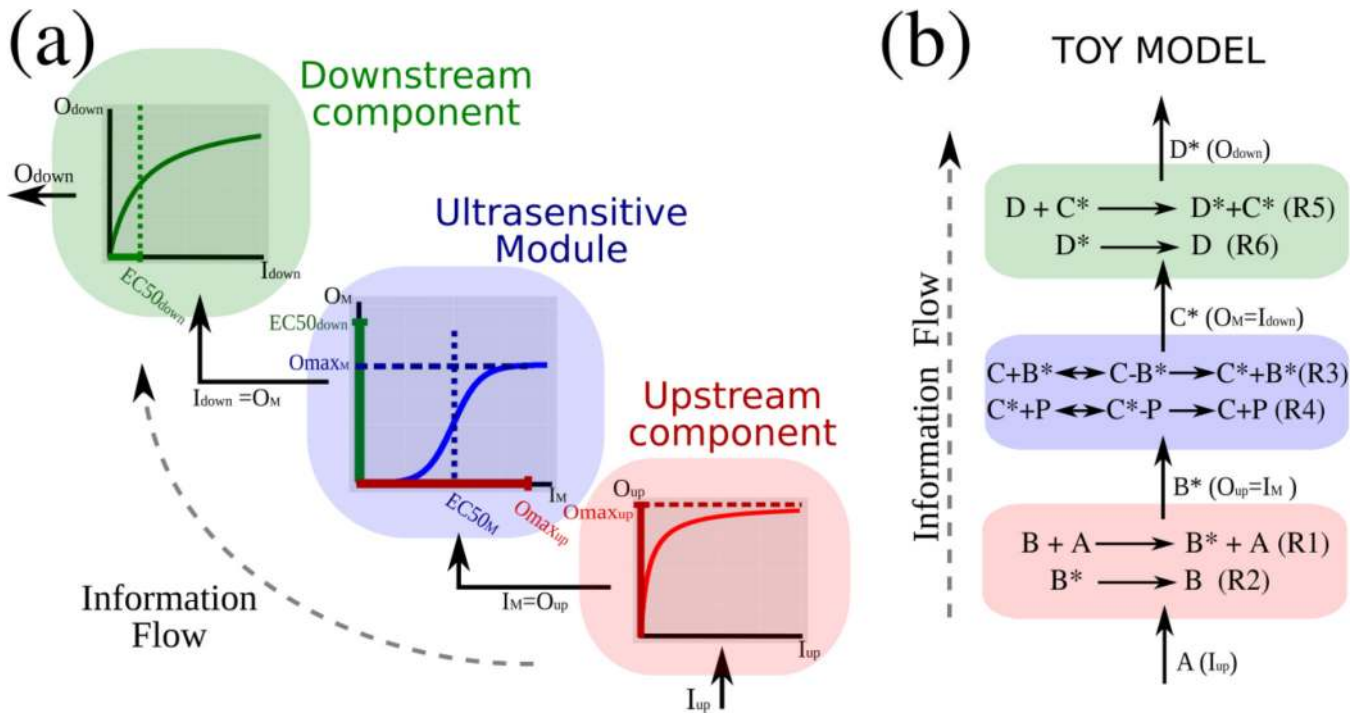 (a)
Downstream
component
Odown
Odown
Idown
EC50down
Ultrasensitive
Module
OM
EC50down
OmaxM
Idown =OM
IM
EC50M
Omaxup
Upstream
component
Oup
Omaxup
IM=Oup
Iup
Iup
Information
Flow
(b)
TOY MODEL
D* (Odown)
D + C* → D*+C* (R5)
D* → D (R6)
C* (OM=Idown)
C+B* ↔ C-B* → C*+B*(R3)
C*+P ↔ C*-P → C+P (R4)
B* (Oup=IM )
B + A → B* + A (R1)
B* → B (R2)
A (Iup)
Information Flow